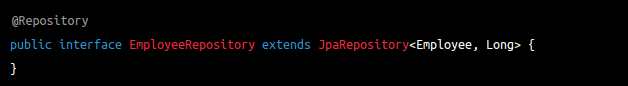 @Repository
public interface EmployeeRepository extends JpaRepository<Employee, Long> {
}